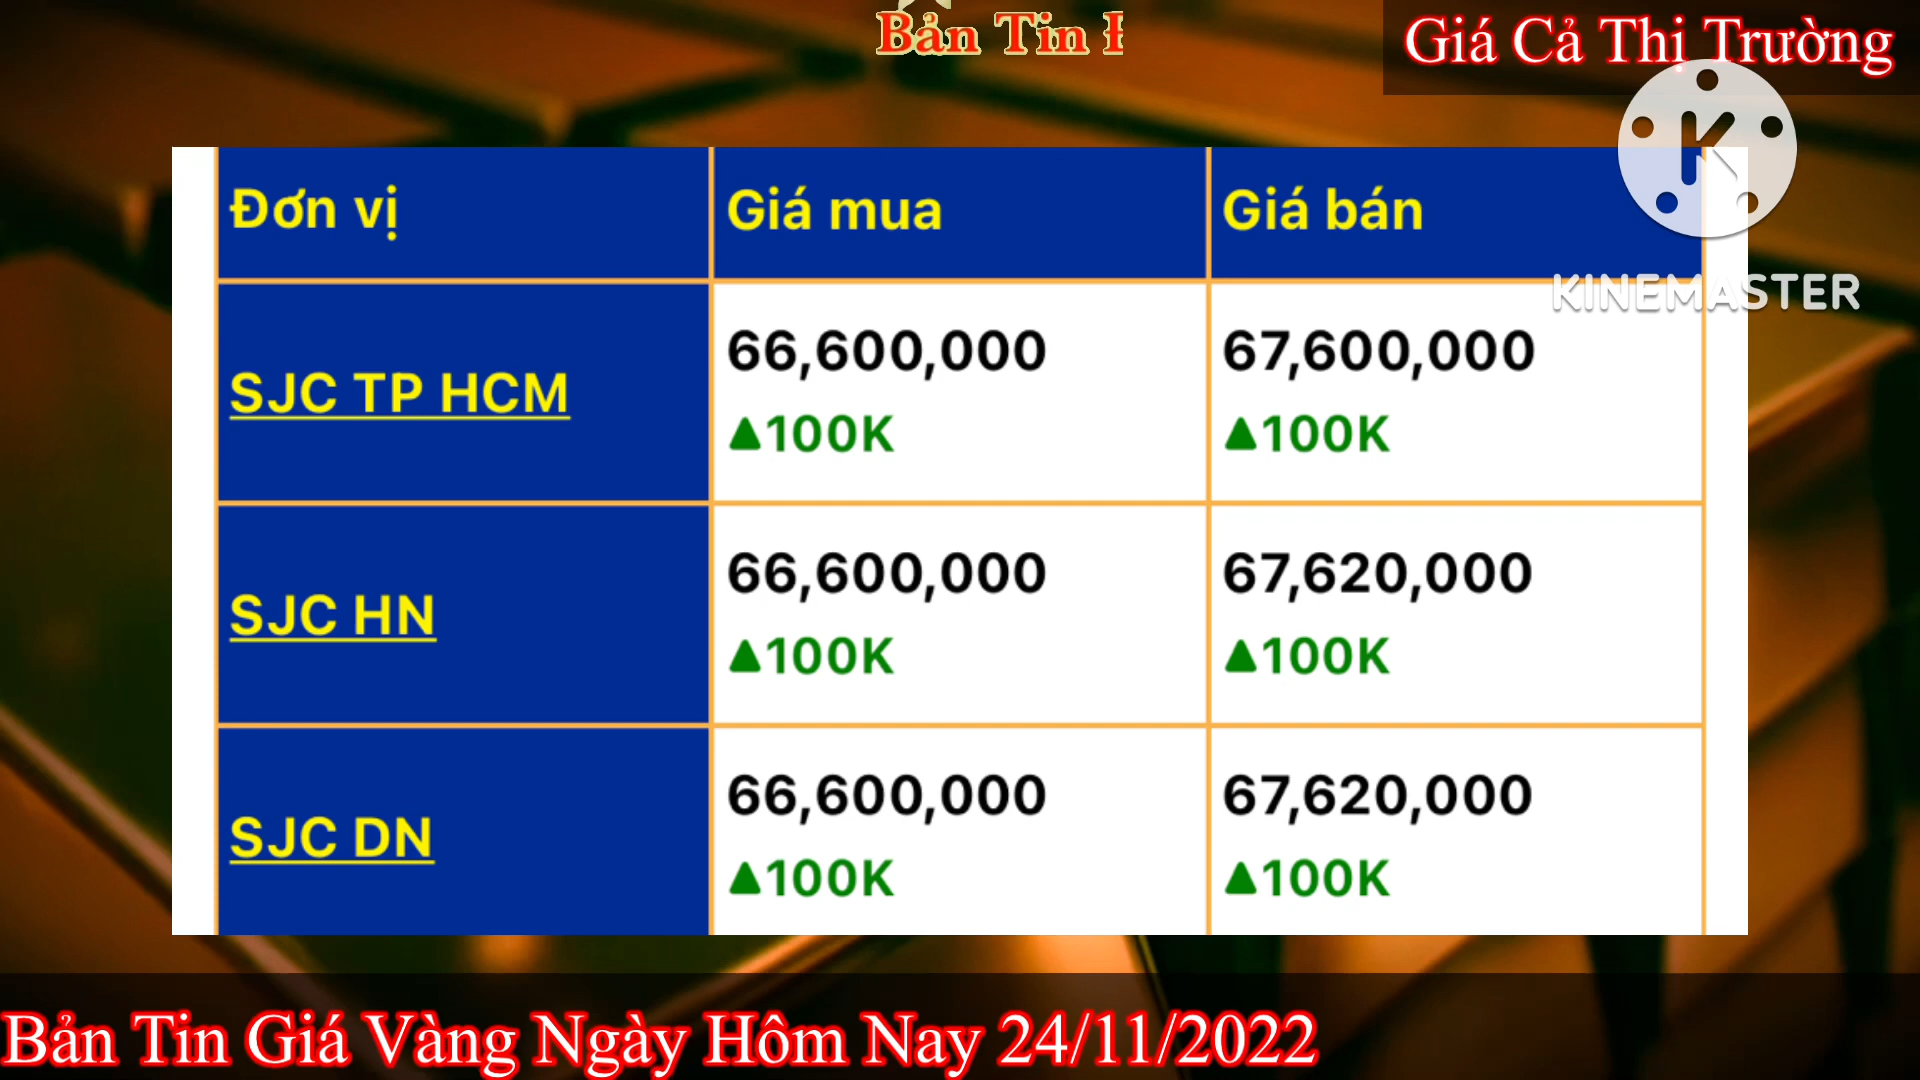 Bản Tin
Giá Cả Thị Trường
KINEMASTER
Đơn vị Giá mua Giá bán
SJC TP HCM 66,600,000 67,600,000
▲100K ▲100K
SJC HN 66,600,000 67,620,000
▲100K ▲100K
SJC DN 66,600,000 67,620,000
▲100K ▲100K
Bản Tin Giá Vàng Ngày Hôm Nay 24/11/2022